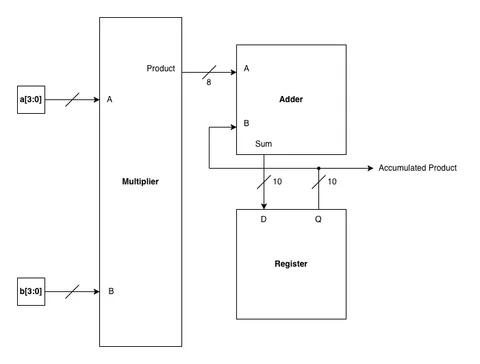 Product
A
8
a[3:0]
A
Adder
B
Sum
Accumulated Product
Multiplier
10
10
D
Q
Register
b[3:0]
B